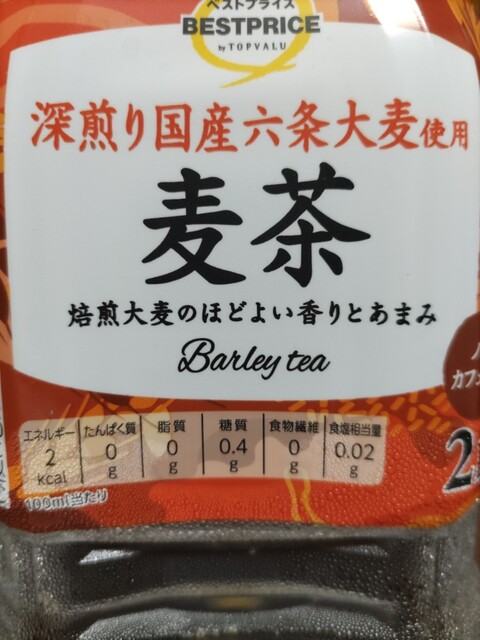 ベストプライス
BESTPRICE
by TOPVALU
深煎り国産六条大麦使用
麦茶
焙煎大麦のほどよい香りとあまみ
Barley tea
カフェ
エネルギー たんぱく質 脂質 糖質 食物繊維 食塩相当量
2 0 0 0.4 0 0.02
kcal g g g g g
100ml当たり
2